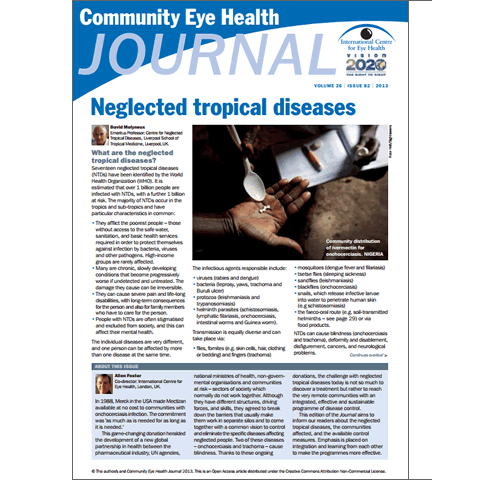 Community Eye Health
JOURNAL
International Centre
for Eye Health
VISION
2020
THE RIGHT TO SIGHT
VOLUME 26 | ISSUE 82 | 2013
Neglected tropical diseases
David Molyneux
Emeritus Professor: Centre for Neglected
Tropical Diseases, Liverpool School of
Tropical Medicine, Liverpool, UK.
What are the neglected
tropical diseases?
Seventeen neglected tropical diseases
(NTDs) have been identified by the World
Health Organization (WHO). It is
estimated that over 1 billion people are
infected with NTDs, with a further 1 billion
at risk. The majority of NTDs occur in the
tropics and sub-tropics and have
particular characteristics in common:
• They afflict the poorest people – those
without access to the safe water,
sanitation, and basic health services
required in order to protect themselves
against infection by bacteria, viruses
and other pathogens. High-income
groups are rarely affected.
• Many are chronic, slowly developing
conditions that become progressively
worse if undetected and untreated. The
damage they cause can be irreversible.
• They can cause severe pain and life-long
disabilities, with long-term consequences
for the person and also for family members
who have to care for the person.
• People with NTDs are often stigmatised
and excluded from society, and this can
affect their mental health.
The individual diseases are very different,
and one person can be affected by more
than one disease at the same time.
Community distribution
of ivermectin for
onchocerciasis. NIGERIA
The infectious agents responsible include:
• viruses (rabies and dengue)
• bacteria (leprosy, yaws, trachoma and
Buruli ulcer)
• protozoa (leishmaniasis and
trypanosomiasis)
• helminth parasites (schistosomiasis,
lymphatic filariasis, onchocerciasis,
intestinal worms and Guinea worm).
Transmission is equally diverse and can
take place via:
• flies, fomites (e.g. skin cells, hair, clothing
or bedding) and fingers (trachoma)
• mosquitoes (dengue fever and filariasis)
• tsetse flies (sleeping sickness)
• sandflies (leishmaniasis)
• blackflies (onchocerciasis)
• snails, which release infective larvae
into water to penetrate human skin
(e.g schistosomiasis)
• the faeco-oral route (e.g. soil-transmitted
helminths – see page 29) or via
food products.
NTDs can cause blindness (onchocerciasis
and trachoma), deformity and disablement,
disfigurement, cancers, and neurological
problems.
Continues overleaf
ABOUT THIS ISSUE
Allen Foster
Co-director: International Centre for
Eye Health, London, UK.
In 1988, Merck in the USA made Mectizan
available at no cost to communities with
onchocerciasis infection. The commitment
was 'as much as is needed for as long as
it is needed.'
This game-changing donation heralded
the development of a new global
partnership in health between the
pharmaceutical industry, UN agencies,
national ministries of health, non-govern-
mental organisations and communities
at risk – sectors of society which
normally do not work together. Although
they have different structures, driving
forces, and skills, they agreed to break
down the barriers that usually make
them work in separate silos and to come
together with a common vision to control
and eliminate the specific diseases affecting
neglected people. Two of these diseases
– onchocerciasis and trachoma – cause
blindness. Thanks to these ongoing
donations, the challenge with neglected
tropical diseases today is not so much to
discover a treatment but rather to reach
the very remote communities with an
integrated, effective and sustainable
programme of disease control.
This edition of the Journal aims to
inform our readers about the neglected
tropical diseases, the communities
affected, and the available control
measures. Emphasis is placed on
integration and learning from each other
to make the programmes more effective.
© The authors and Community Eye Health Journal 2013. This is an Open Access article distributed under the Creative Commons Attribution Non-Commercial License.